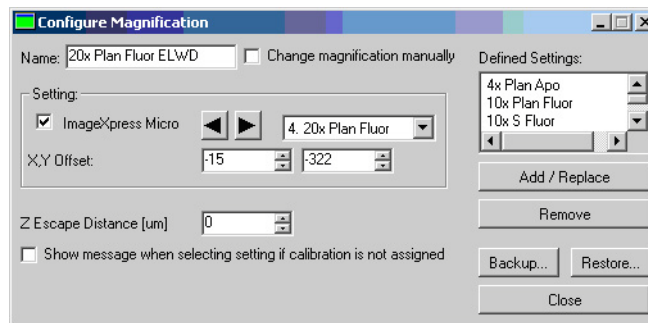 Configure Magnification
Name: 20x Plan Fluor ELWD
Change magnification manually
Setting:
ImageXpress Micro
4. 20x Plan Fluor
X,Y Offset:
-15
-322
Z Escape Distance [um]
0
Show message when selecting setting if calibration is not assigned
Defined Settings:
4x Plan Apo
10x Plan Fluor
10x S Fluor
Add / Replace
Remove
Backup... Restore...
Close